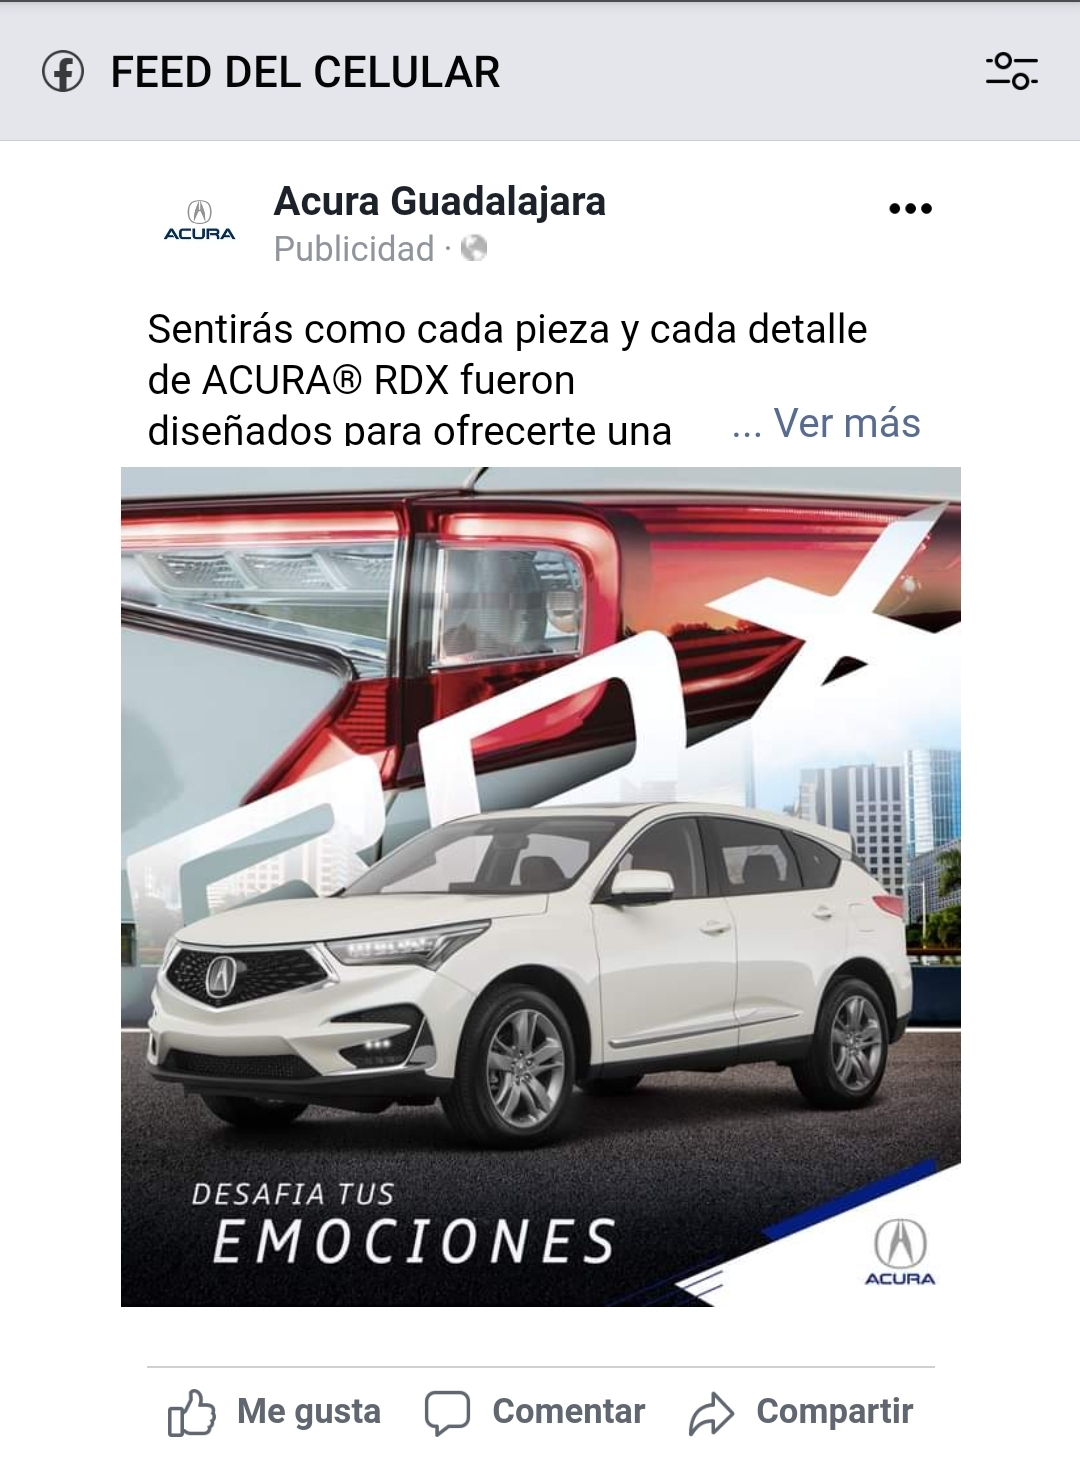 FEED DEL CELULAR
Acura Guadalajara
ACURA
Publicidad ·
Sentirás como cada pieza y cada detalle
de ACURA® RDX fueron
diseñados para ofrecerte una
... Ver más
RDX
DESAFIA TUS
EMOCIONES
ACURA
Me gusta
Comentar
Compartir